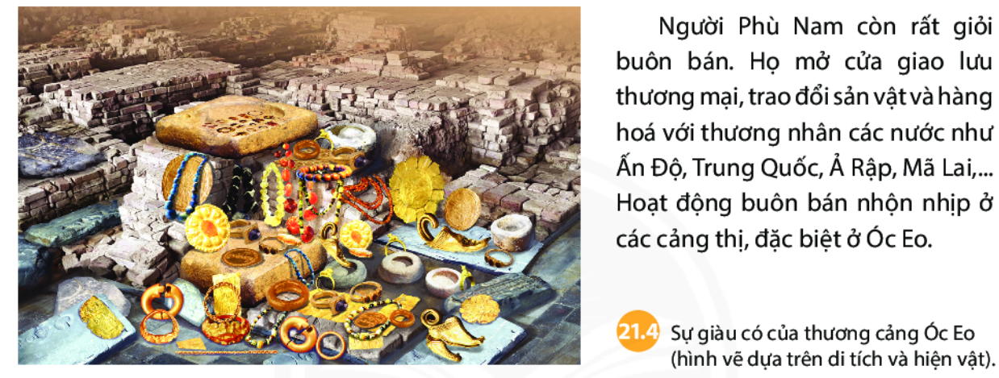 Người Phù Nam còn rất giỏi
buôn bán. Họ mở cửa giao lưu
thương mại, trao đổi sản vật và hàng
hoá với thương nhân các nước như
Ấn Độ, Trung Quốc, Ả Rập, Mã Lai,...
Hoạt động buôn bán nhộn nhịp ở
các cảng thị, đặc biệt ở Óc Eo.
21.4 Sự giàu có của thương cảng Óc Eo
(hình vẽ dựa trên di tích và hiện vật).